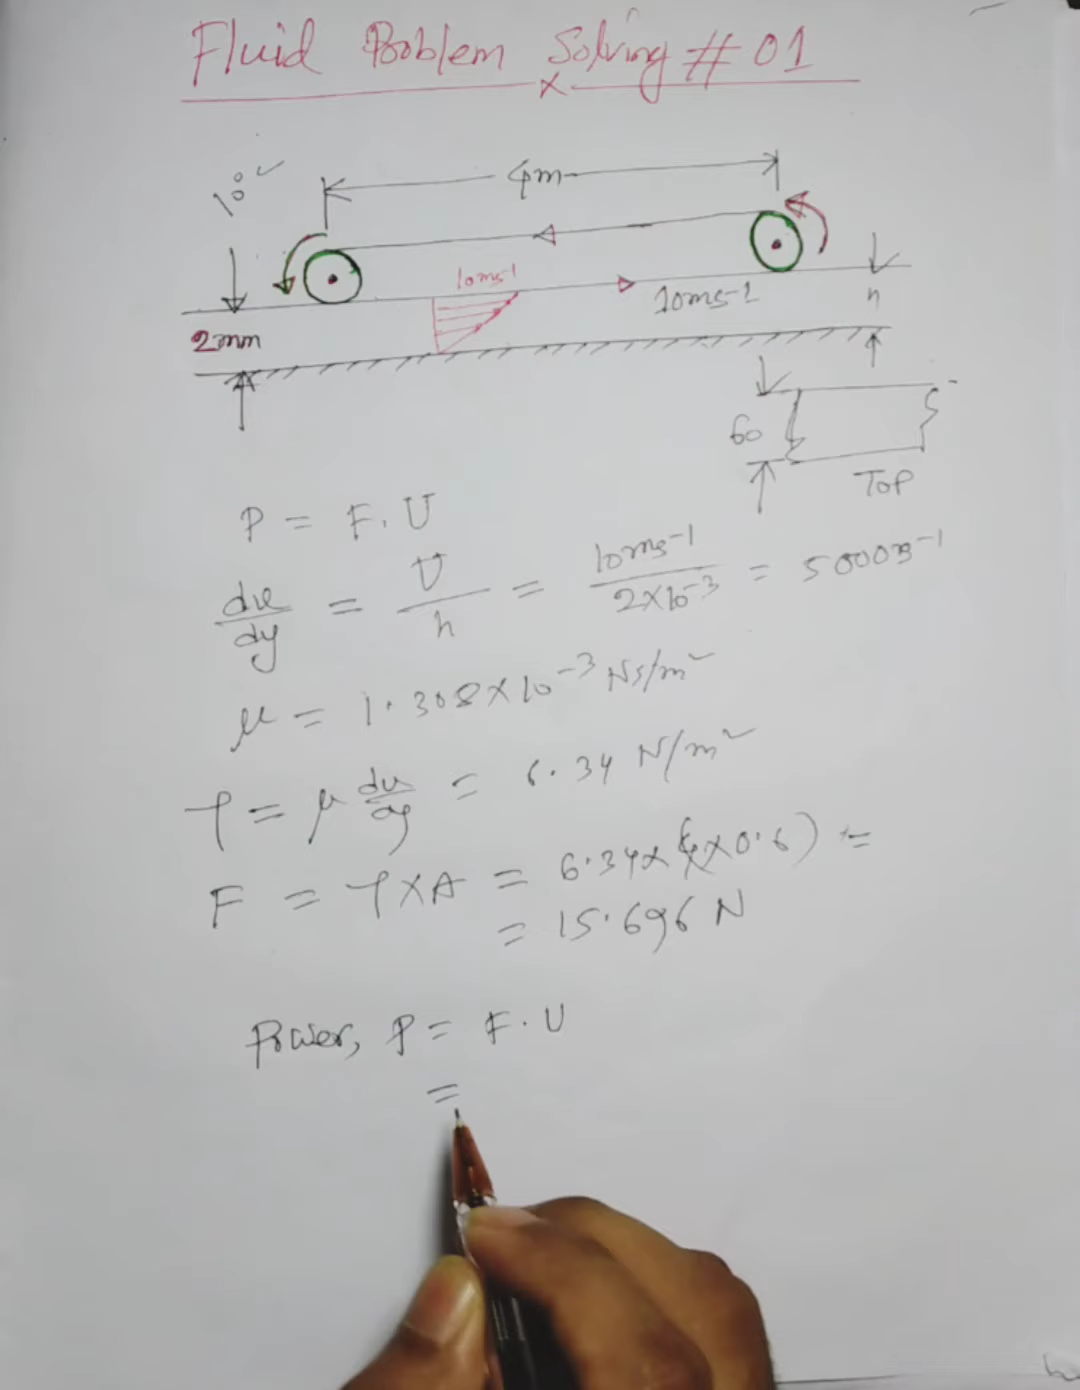 Fluid Problem Solving # 01
4m
10°C
10ms-1
10ms-1
2mm
h
60
TOP
P = F.U
du/dy = U/h = 10ms-1/2×10-3 = 5000s-1
μ = 1.308×10-3 Ns/m2
τ = μ du/dy = 6.34 N/m2
F = τ×A = 6.34×(4×0.6) =
= 15.696 N
Power, P = F.U
=